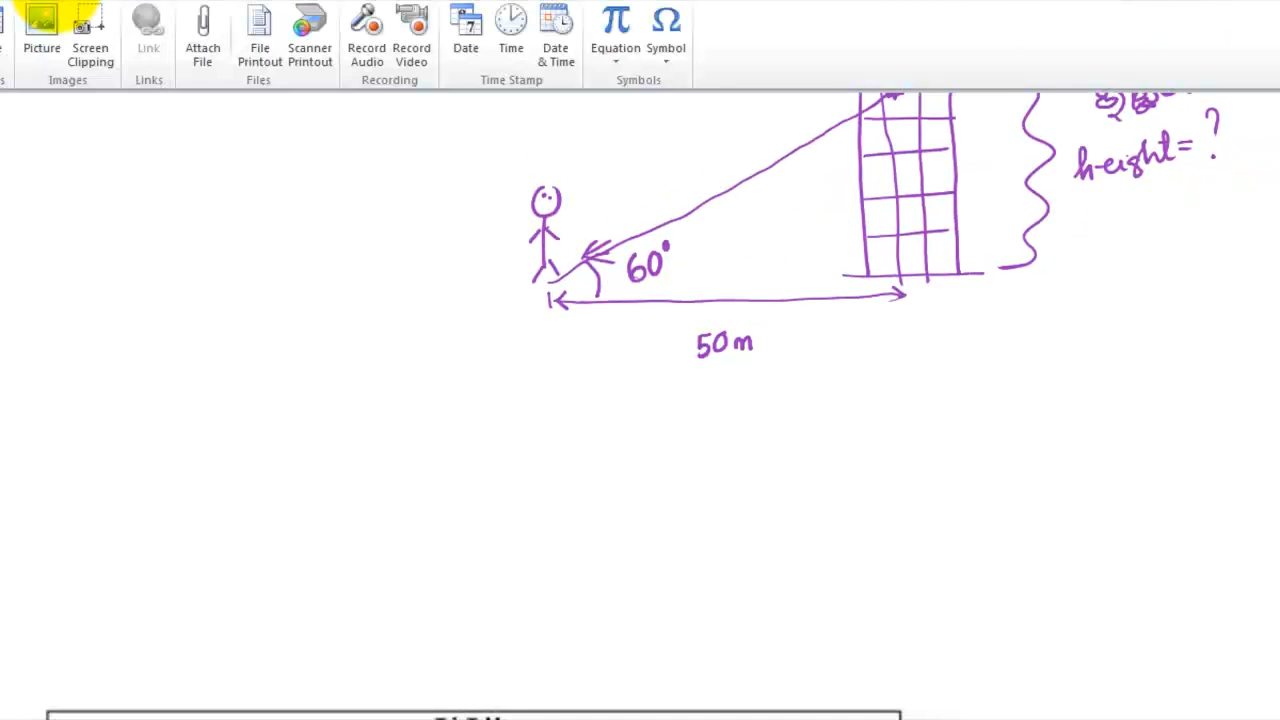 Picture
Screen Clipping
Link
Attach File
File Printout
Scanner Printout
Record Audio
Record Video
Date
Time
Date & Time
Equation
Symbol
Images
Links
Files
Recording
Time Stamp
Symbols
height = ?
60°
50m